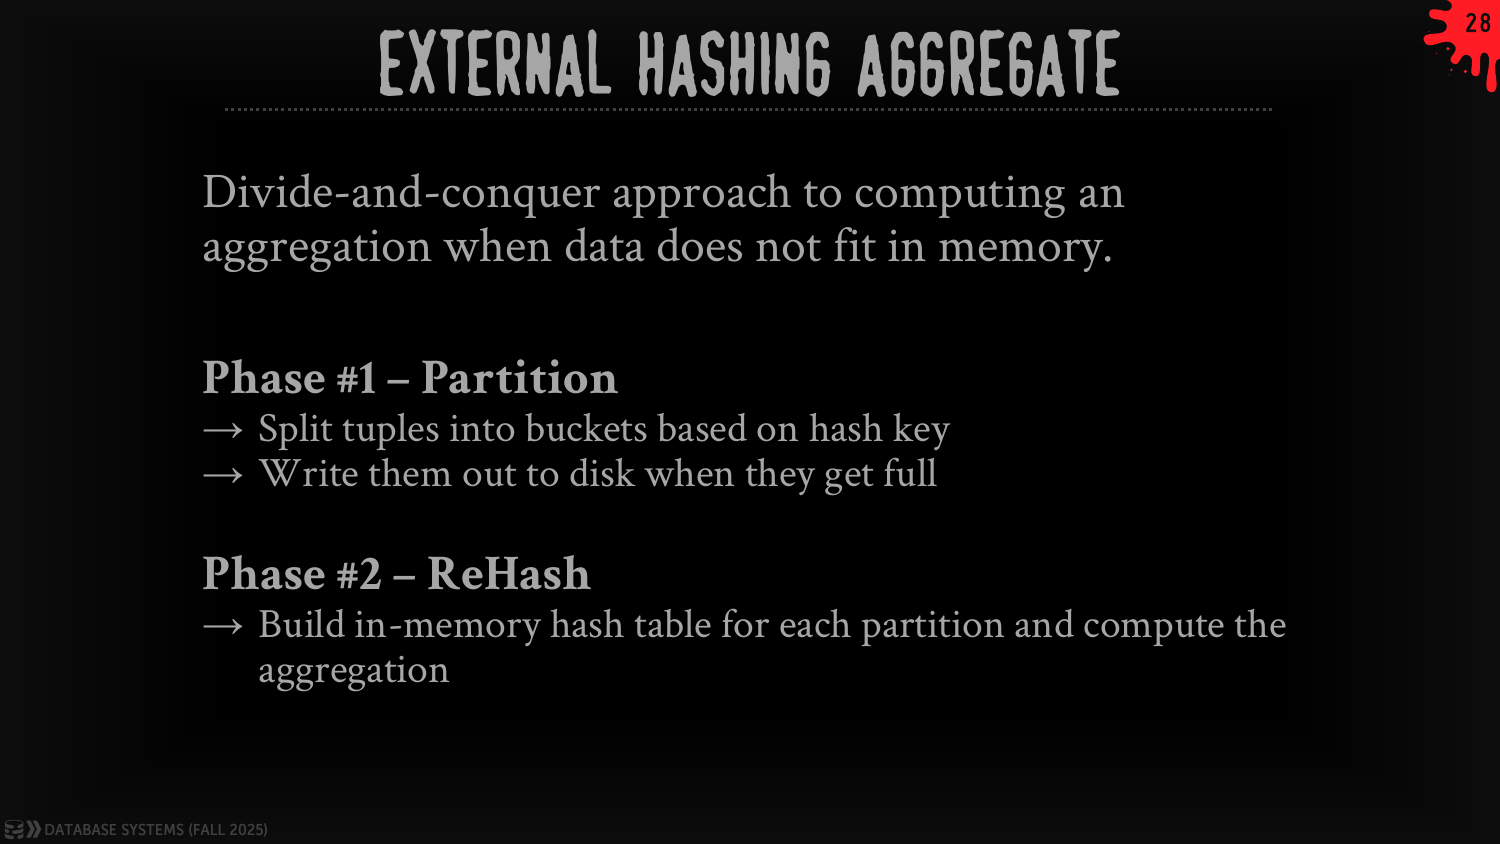 28
EXTERNAL HASHING AGGREGATE
Divide-and-conquer approach to computing an
aggregation when data does not fit in memory.
Phase #1 – Partition
→ Split tuples into buckets based on hash key
→ Write them out to disk when they get full
Phase #2 – ReHash
→ Build in-memory hash table for each partition and compute the
aggregation
DATABASE SYSTEMS (FALL 2025)